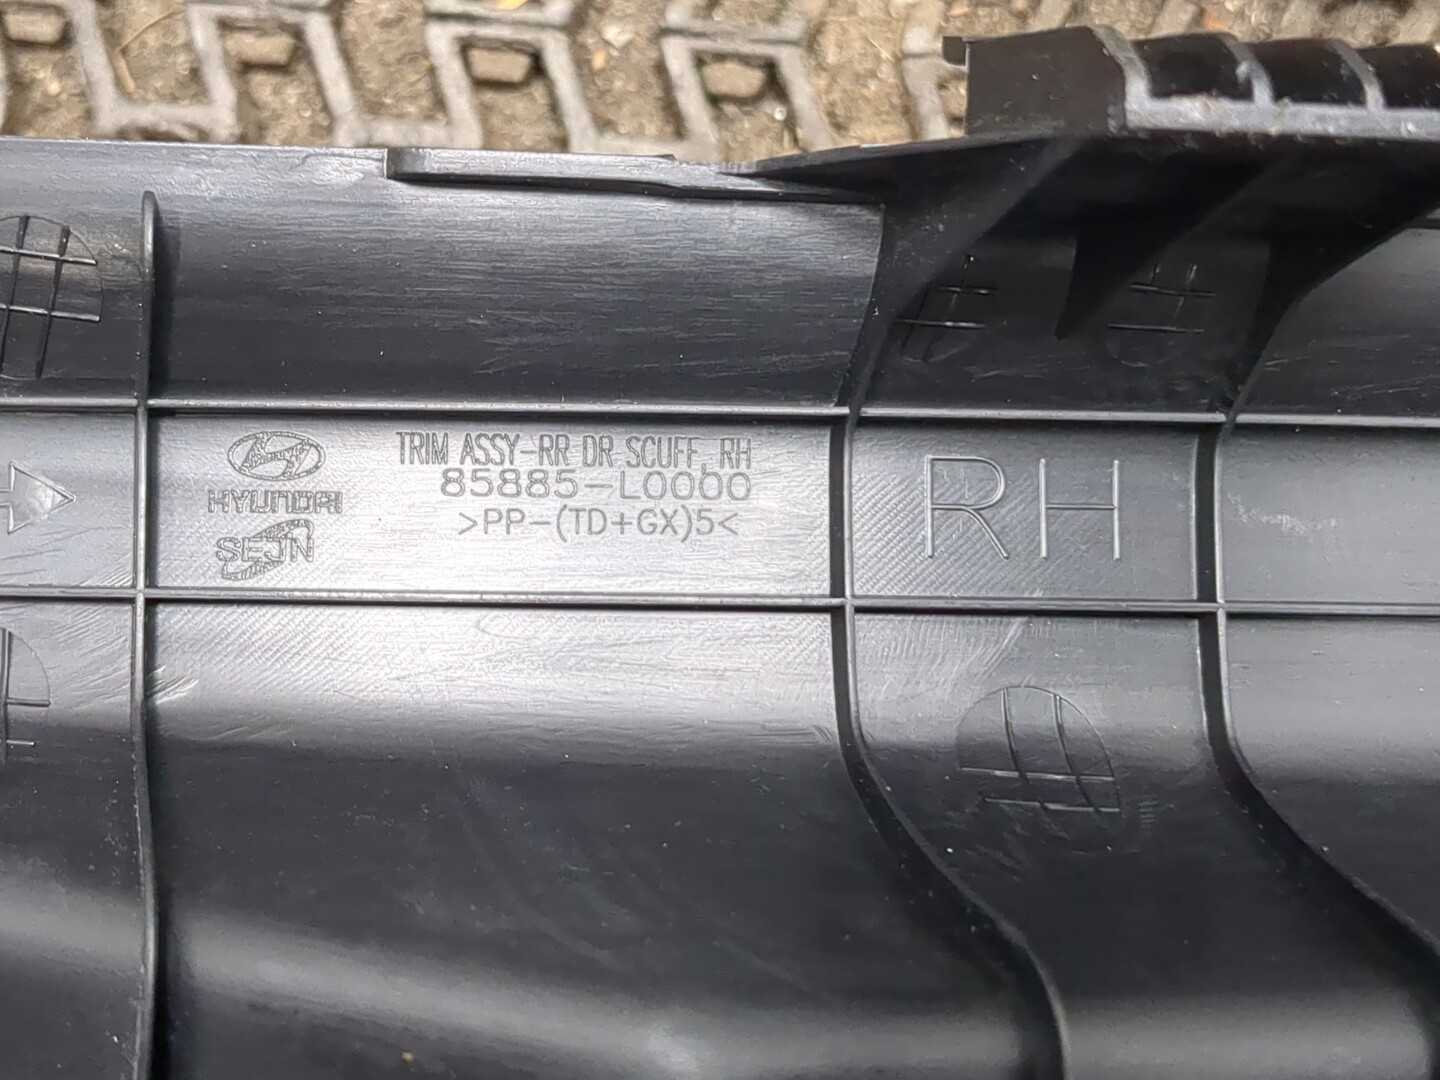 HYUNDAI
SEJN
TRIM ASSY-RR DR SCUFF, RH
85885-L0000
>PP-(TD+GX)5<
RH